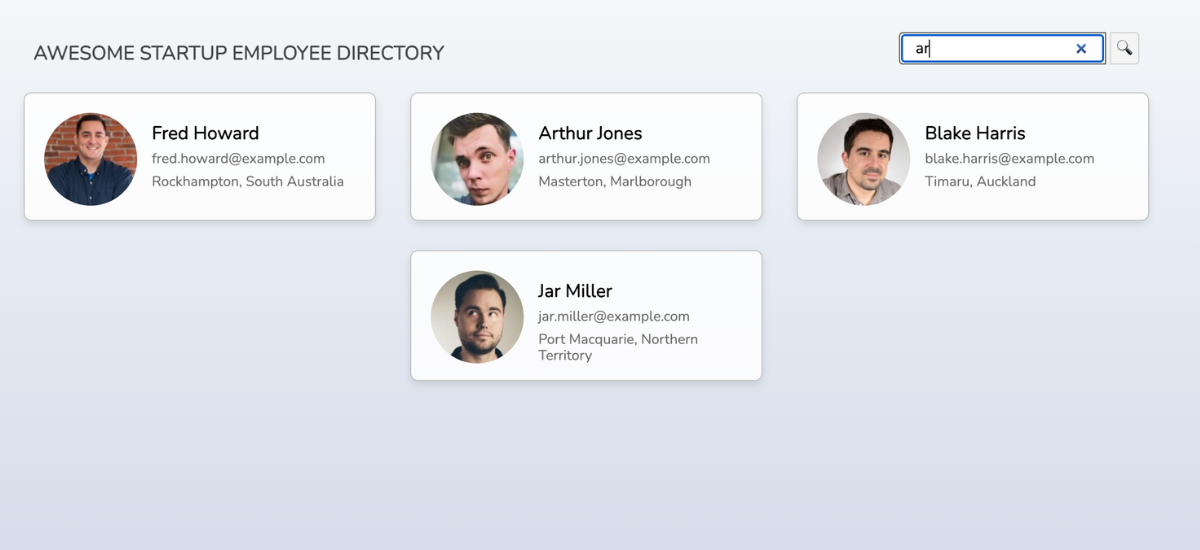 AWESOME STARTUP EMPLOYEE DIRECTORY
ar
Fred Howard
fred.howard@example.com
Rockhampton, South Australia
Arthur Jones
arthur.jones@example.com
Masterton, Marlborough
Blake Harris
blake.harris@example.com
Timaru, Auckland
Jar Miller
jar.miller@example.com
Port Macquarie, Northern
Territory